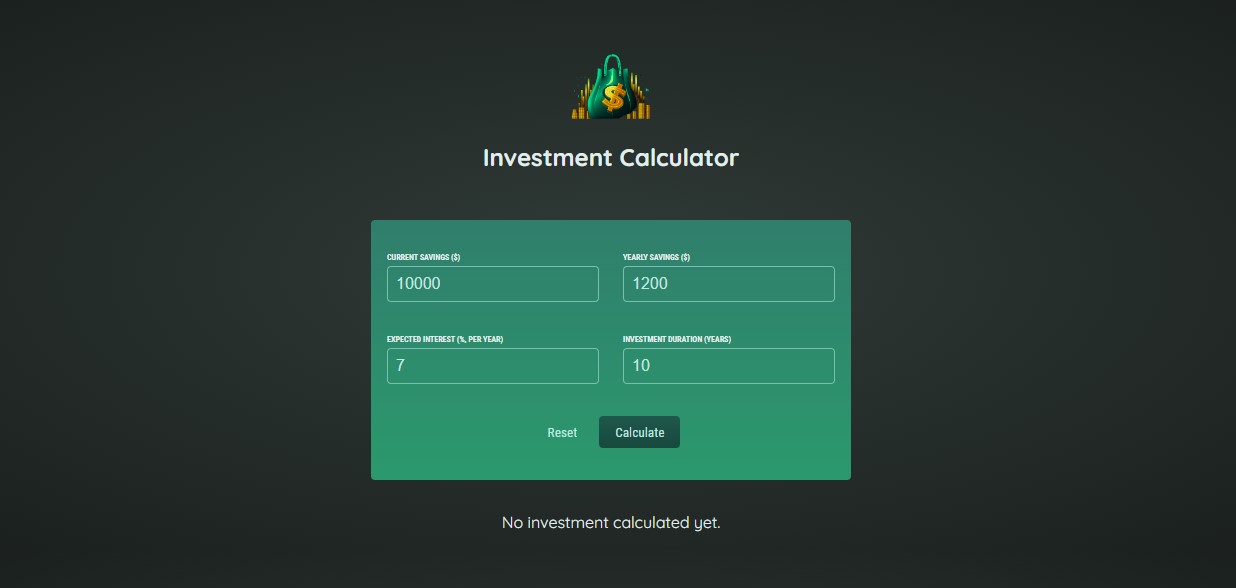 $
Investment Calculator
CURRENT SAVINGS ($) YEARLY SAVINGS ($)
10000 1200
EXPECTED INTEREST (%, PER YEAR) INVESTMENT DURATION (YEARS)
7 10
Reset Calculate
No investment calculated yet.